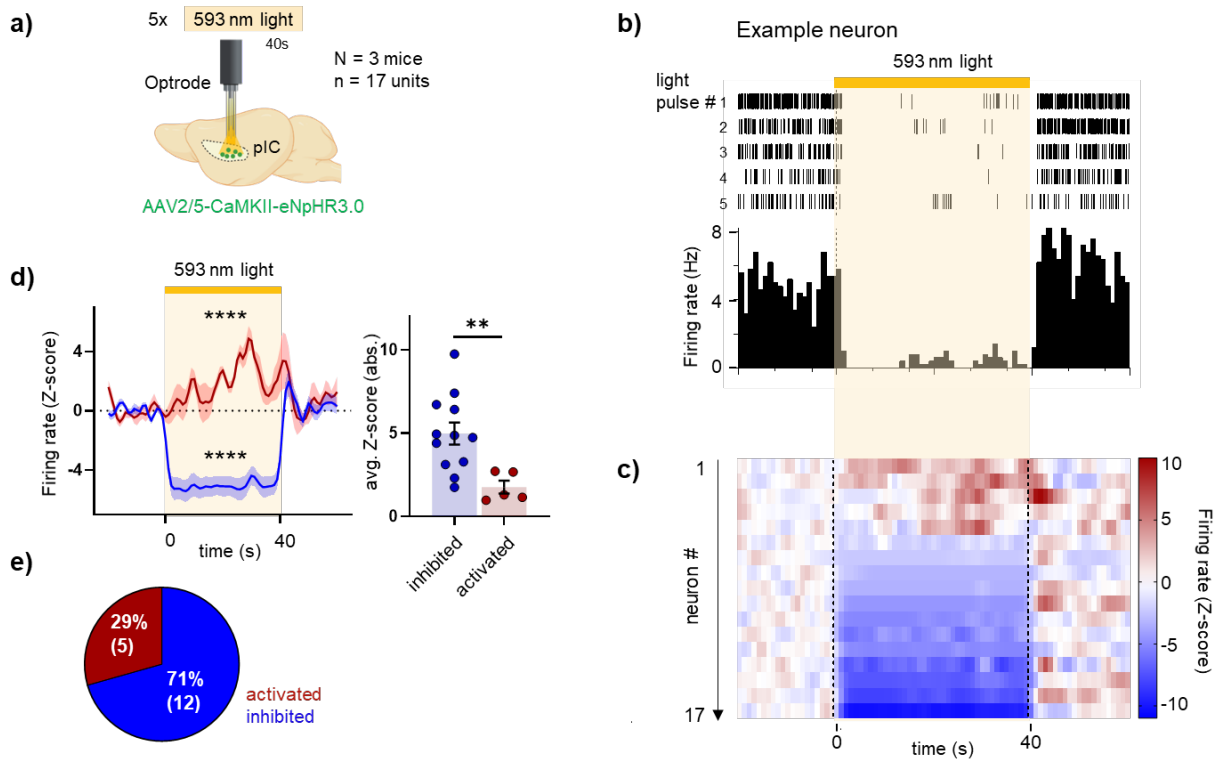 a)
5x 593 nm light
40s
Optrode
N = 3 mice
n = 17 units
pIC
AAV2/5-CaMKII-eNpHR3.0
b)
Example neuron
593 nm light
light
pulse # 1
2
3
4
5
Firing rate (Hz)
8
4
0
c)
neuron #
1
17
0
40
time (s)
10
5
0
-5
-10
Firing rate (Z-score)
d)
593 nm light
Firing rate (Z-score)
4
0
-4
****
****
0
40
time (s)
avg. Z-score (abs.)
10
5
0
**
inhibited
activated
e)
29%
(5)
71%
(12)
activated
inhibited